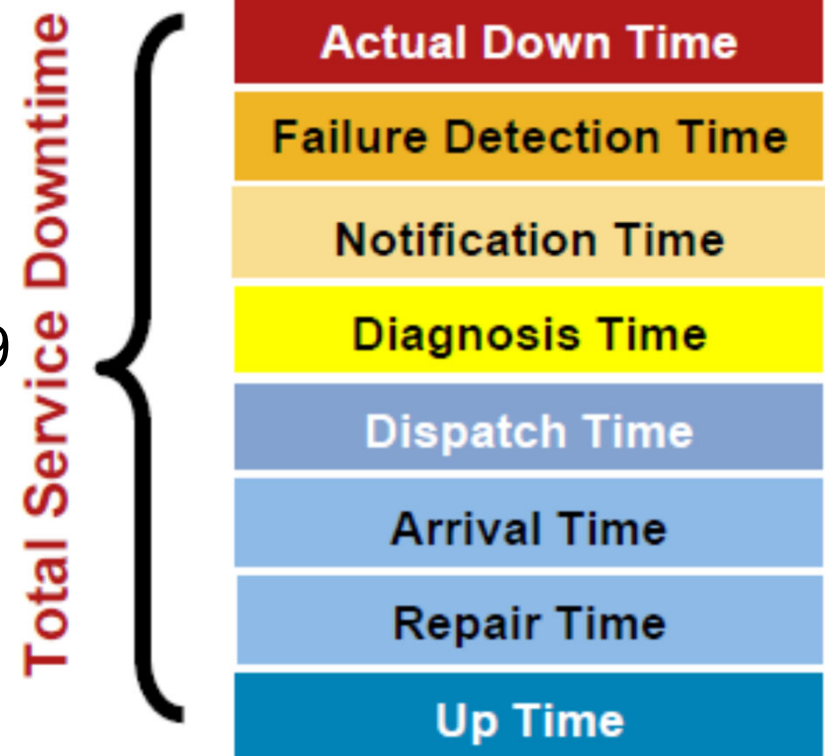 Total Service Downtime
Actual Down Time
Failure Detection Time
Notification Time
Diagnosis Time
Dispatch Time
Arrival Time
Repair Time
Up Time